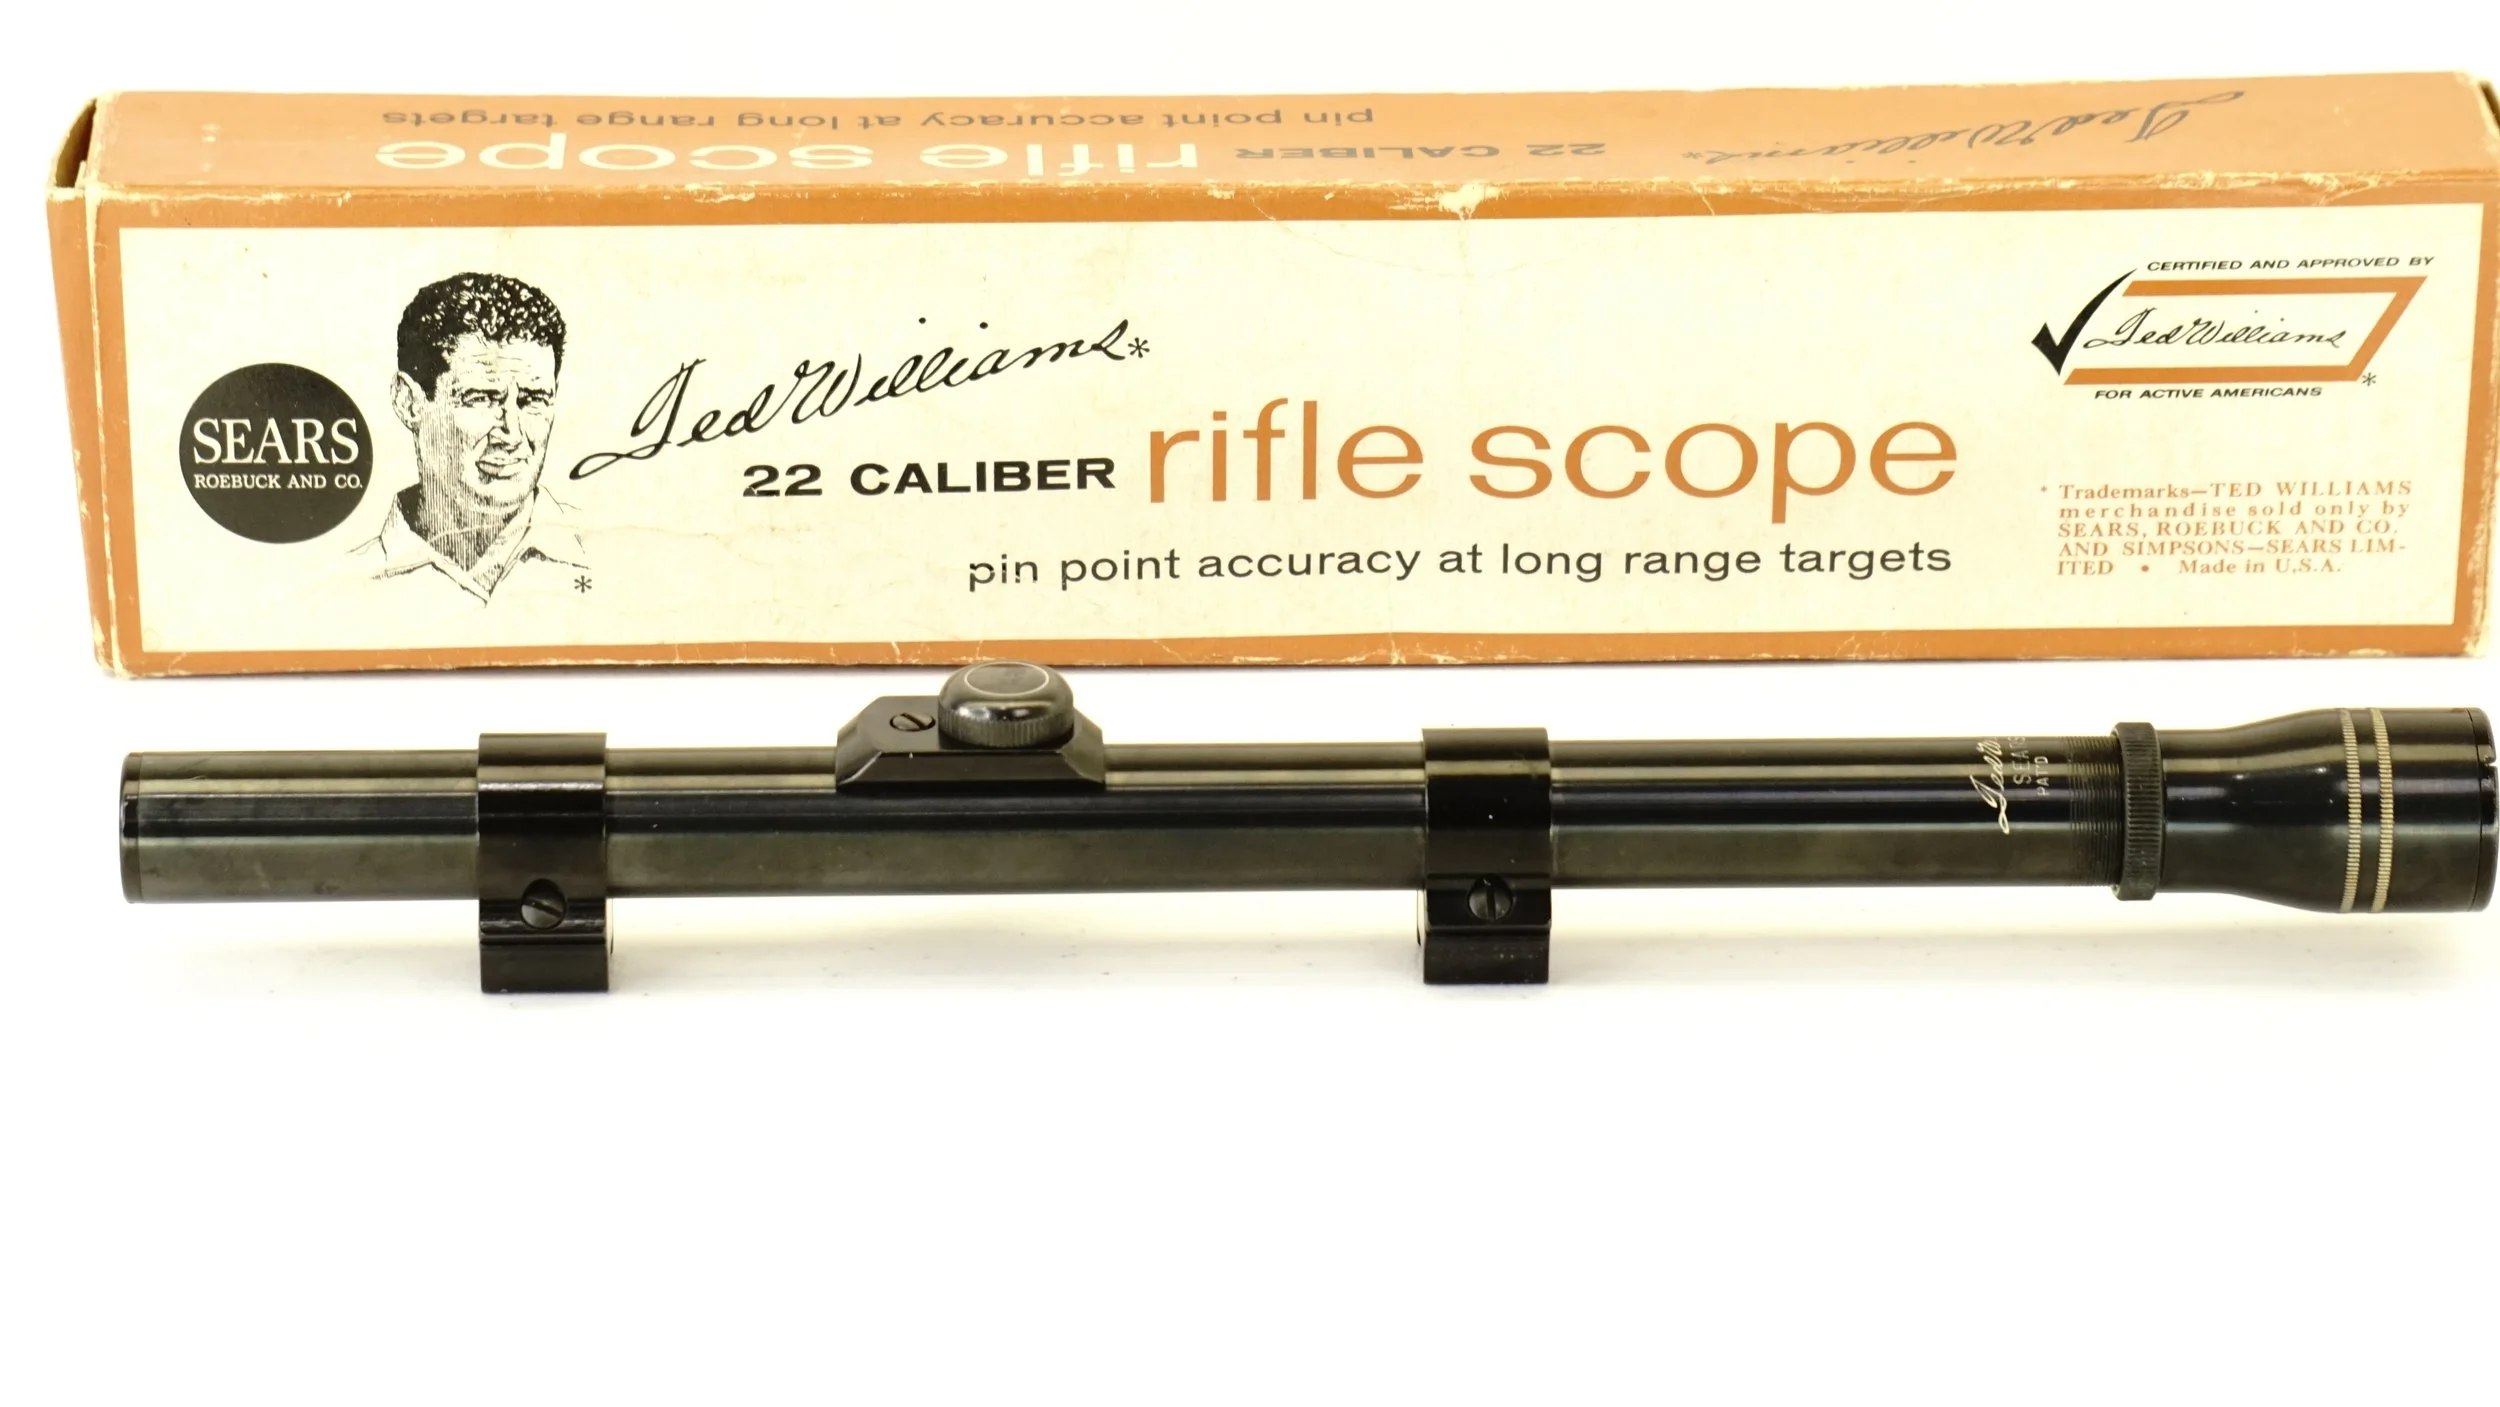 pin point accuracy at long range targets
Ted Williams*
22 CALIBER rifle scope
SEARS
ROEBUCK AND CO.
*
Ted Williams*
22 CALIBER rifle scope
pin point accuracy at long range targets
CERTIFIED AND APPROVED BY
Ted Williams
*
FOR ACTIVE AMERICANS
* Trademarks—TED WILLIAMS
merchandise sold only by
SEARS, ROEBUCK AND CO.
AND SIMPSONS—SEARS LIM-
ITED • Made in U.S.A.
Ted
SEARS
PAT'D